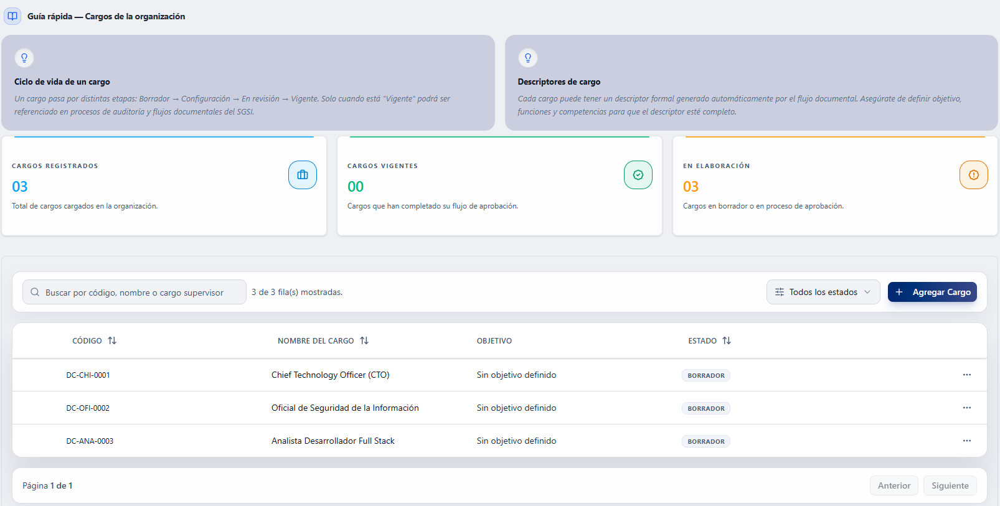 Guía rápida — Cargos de la organización
Ciclo de vida de un cargo
Un cargo pasa por distintas etapas: Borrador → Configuración → En revisión → Vigente. Solo cuando está "Vigente" podrá ser
referenciado en procesos de auditoría y flujos documentales del SGSI.
Descriptores de cargo
Cada cargo puede tener un descriptor formal generado automáticamente por el flujo documental. Asegúrate de definir objetivo,
funciones y competencias para que el descriptor esté completo.
CARGOS REGISTRADOS
03
Total de cargos cargados en la organización.
CARGOS VIGENTES
00
Cargos que han completado su flujo de aprobación.
EN ELABORACIÓN
03
Cargos en borrador o en proceso de aprobación.
Buscar por código, nombre o cargo supervisor
3 de 3 fila(s) mostradas.
Todos los estados
+ Agregar Cargo
CÓDIGO NOMBRE DEL CARGO OBJETIVO ESTADO
DC-CHI-0001 Chief Technology Officer (CTO) Sin objetivo definido BORRADOR ...
DC-OFI-0002 Oficial de Seguridad de la Información Sin objetivo definido BORRADOR ...
DC-ANA-0003 Analista Desarrollador Full Stack Sin objetivo definido BORRADOR ...
Página 1 de 1
Anterior
Siguiente